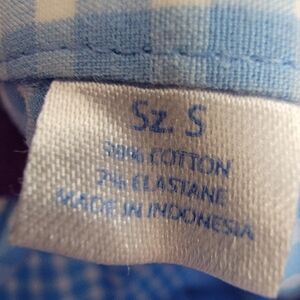 Sz. S
98% COTTON
2% ELASTANE
MADE IN INDONESIA